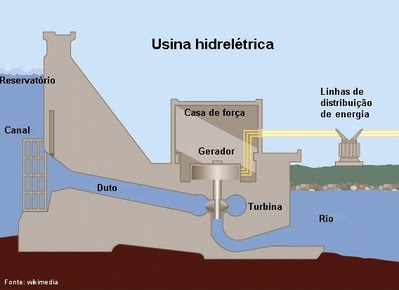 Usina hidrelétrica
Reservatório
Linhas de
distribuição
de energia
Casa de força
Canal
Gerador
Duto
Turbina
Rio
Fonte: wikimedia